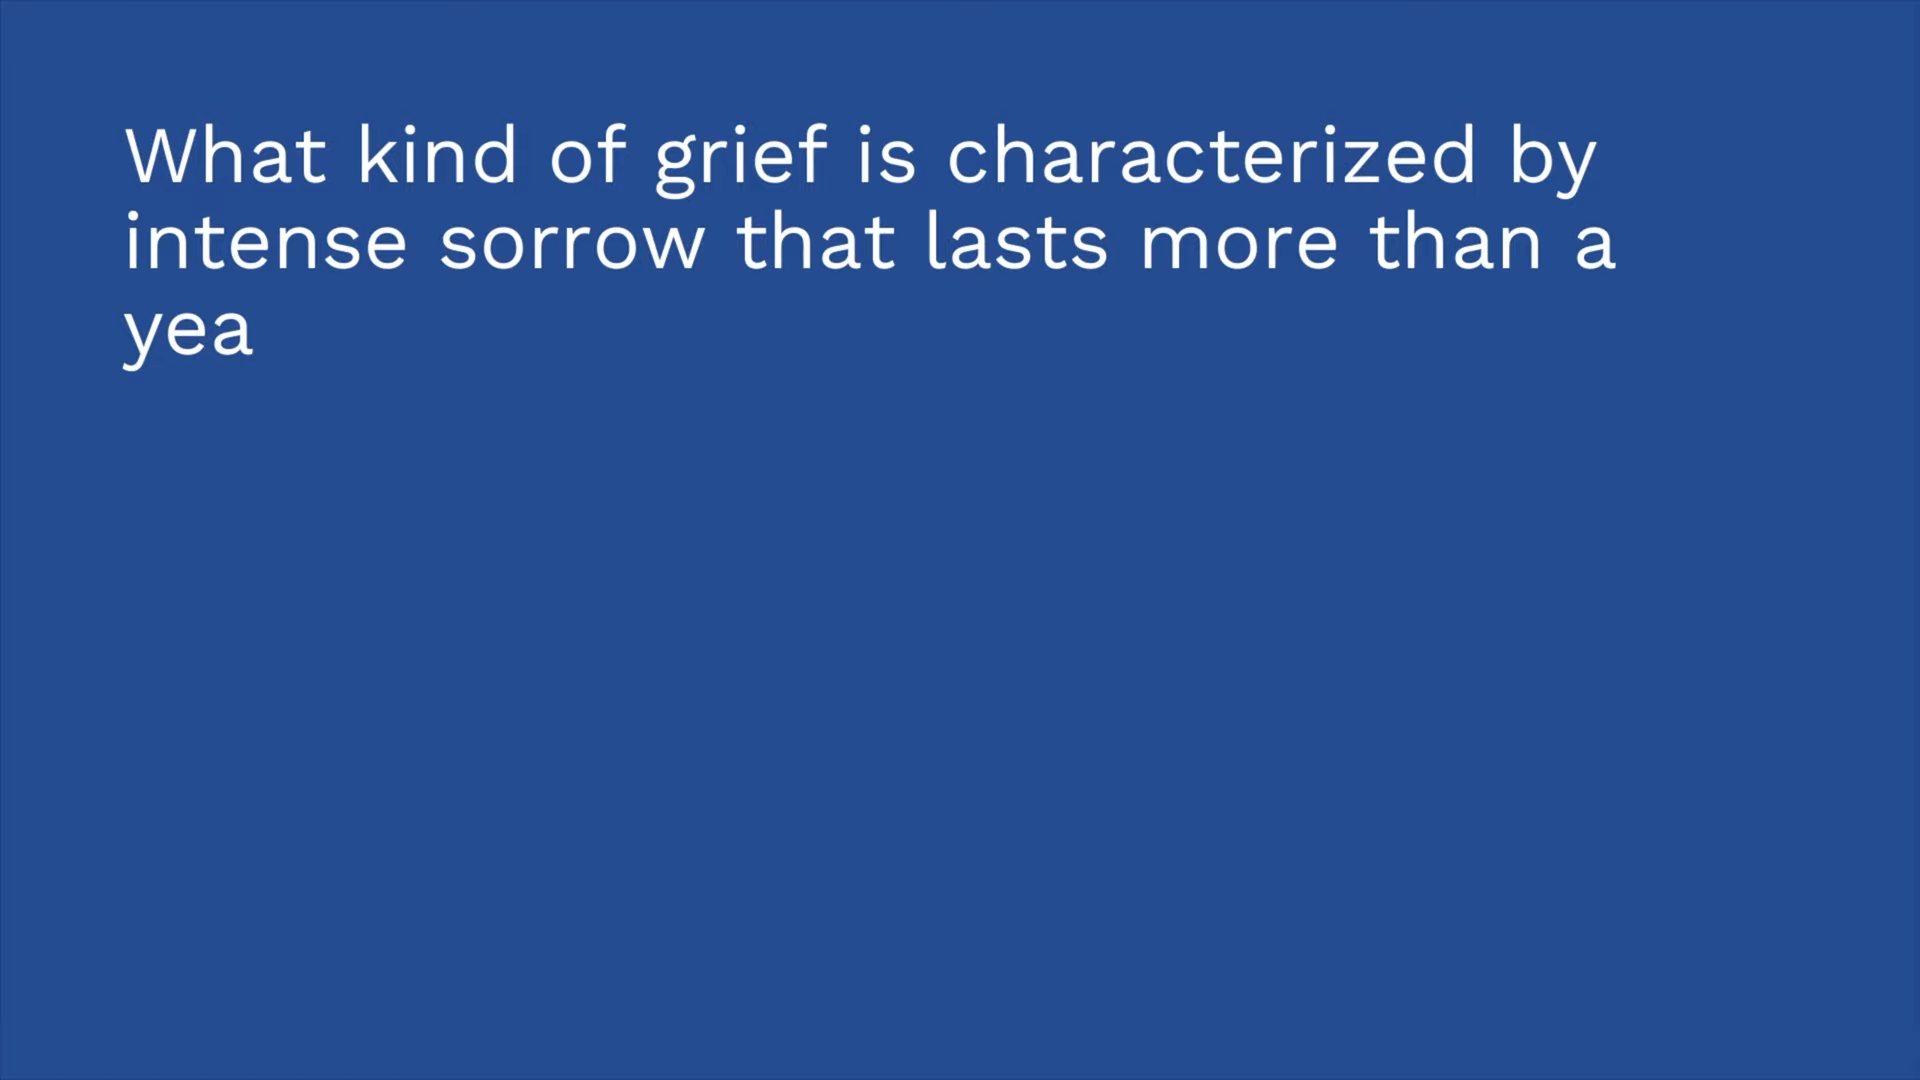 What kind of grief is characterized by
intense sorrow that lasts more than a
yea